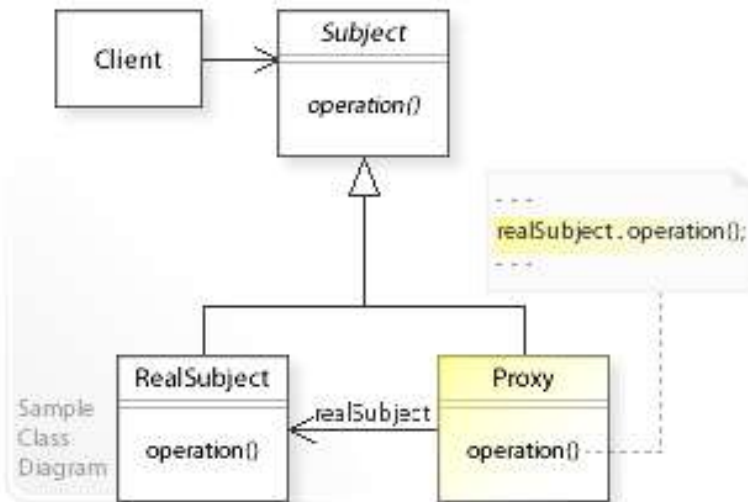 Client
Subject
operation()
- - -
realSubject.operation();
- - -
RealSubject
operation()
realSubject
Proxy
operation()
Sample
Class
Diagram